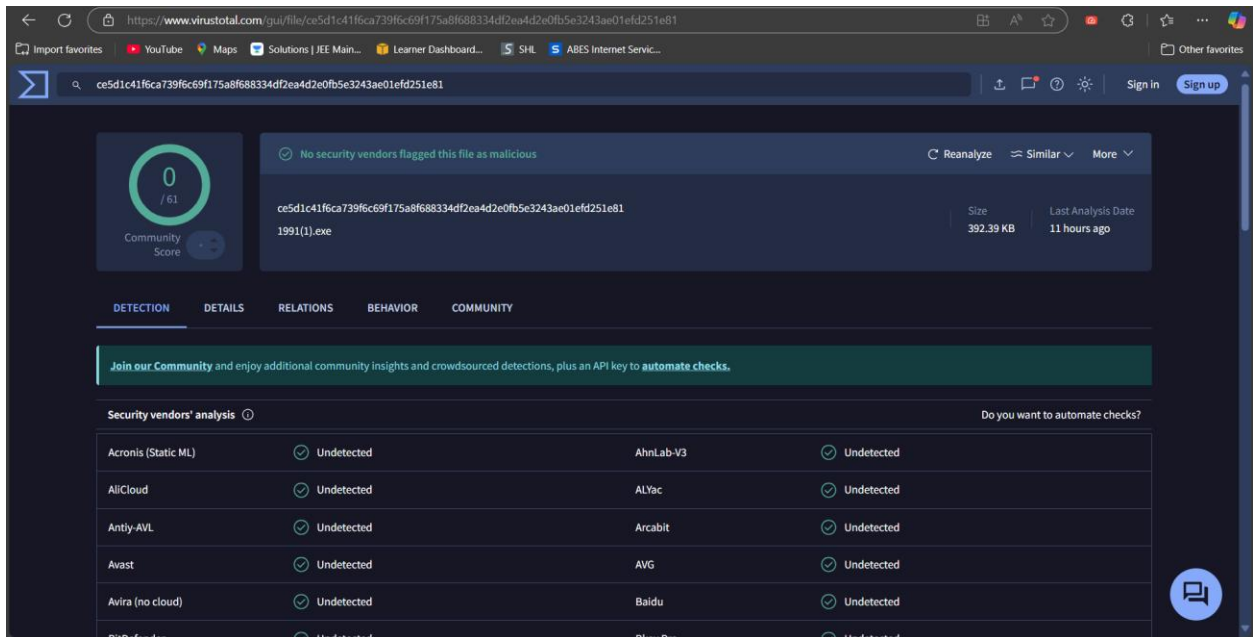 https://www.virustotal.com/gui/file/ce5d1c41f6ca739f6c69f175a8f688334df2ea4d2e0fb5e3243ae01efd251e81
Import favorites YouTube Maps Solutions | JEE Main... Learner Dashboard... S SHL S ABES Internet Servic... Other favorites
ce5d1c41f6ca739f6c69f175a8f688334df2ea4d2e0fb5e3243ae01efd251e81 Sign in Sign up
0
/ 61
Community
Score
No security vendors flagged this file as malicious Reanalyze Similar More
ce5d1c41f6ca739f6c69f175a8f688334df2ea4d2e0fb5e3243ae01efd251e81
1991(1).exe
Size
392.39 KB
Last Analysis Date
11 hours ago
DETECTION DETAILS RELATIONS BEHAVIOR COMMUNITY
Join our Community and enjoy additional community insights and crowdsourced detections, plus an API key to automate checks.
Security vendors' analysis Do you want to automate checks?
Acronis (Static ML) Undetected AhnLab-V3 Undetected
AliCloud Undetected ALYac Undetected
Antiy-AVL Undetected Arcabit Undetected
Avast Undetected AVG Undetected
Avira (no cloud) Undetected Baidu Undetected